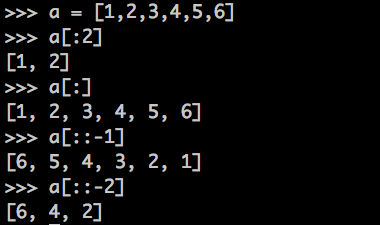 >>> a = [1,2,3,4,5,6]
>>> a[:2]
[1, 2]
>>> a[:]
[1, 2, 3, 4, 5, 6]
>>> a[::-1]
[6, 5, 4, 3, 2, 1]
>>> a[::-2]
[6, 4, 2]